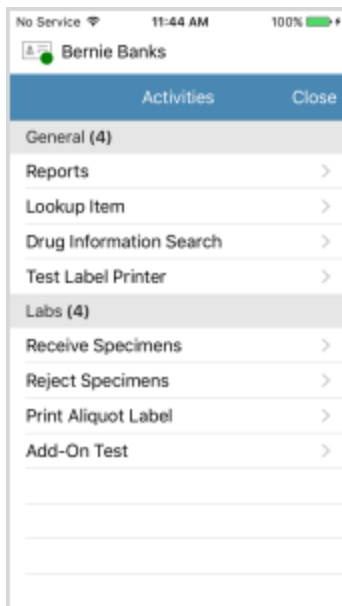 No Service 11:44 AM 100%
Bernie Banks
Activities Close
General (4)
Reports
Lookup Item
Drug Information Search
Test Label Printer
Labs (4)
Receive Specimens
Reject Specimens
Print Aliquot Label
Add-On Test